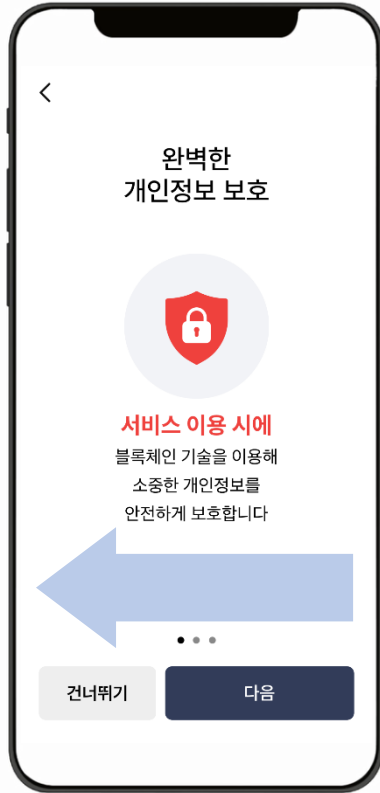 완벽한
개인정보 보호
서비스 이용 시에
블록체인 기술을 이용해
소중한 개인정보를
안전하게 보호합니다
건너뛰기
다음